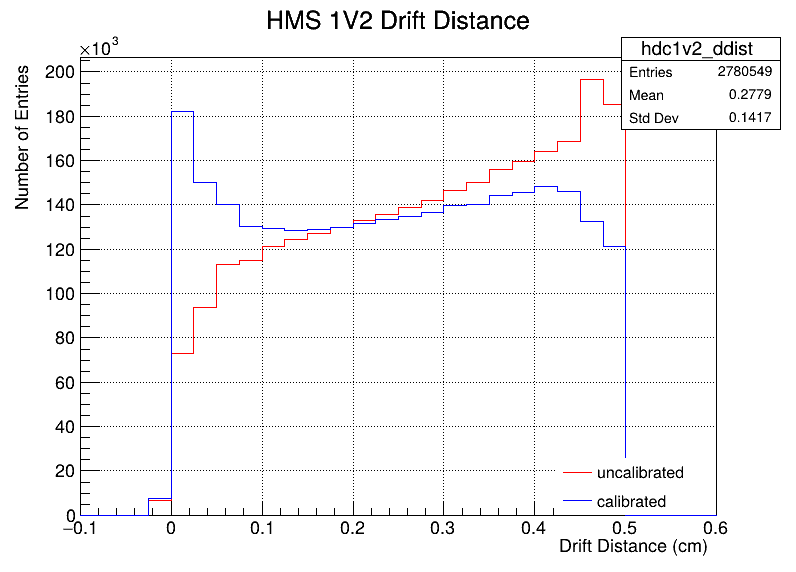 HMS 1V2 Drift Distance
×10³
hdc1v2_ddist
Entries 2780549
Mean 0.2779
Std Dev 0.1417
Number of Entries
200
180
160
140
120
100
80
60
40
20
0
uncalibrated
calibrated
−0.1 0 0.1 0.2 0.3 0.4 0.5 0.6
Drift Distance (cm)